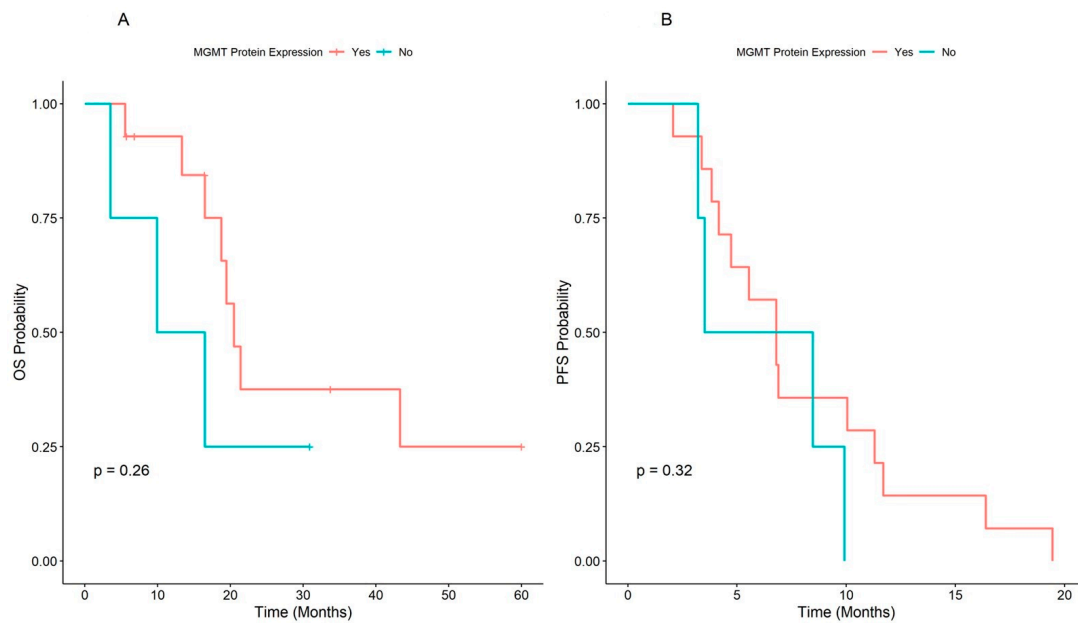 A
MGMT Protein Expression Yes No
1.00
0.75
0.50
0.25
0.00
OS Probability
p = 0.26
0 10 20 30 40 50 60
Time (Months)
B
MGMT Protein Expression Yes No
1.00
0.75
0.50
0.25
0.00
PFS Probability
p = 0.32
0 5 10 15 20
Time (Months)